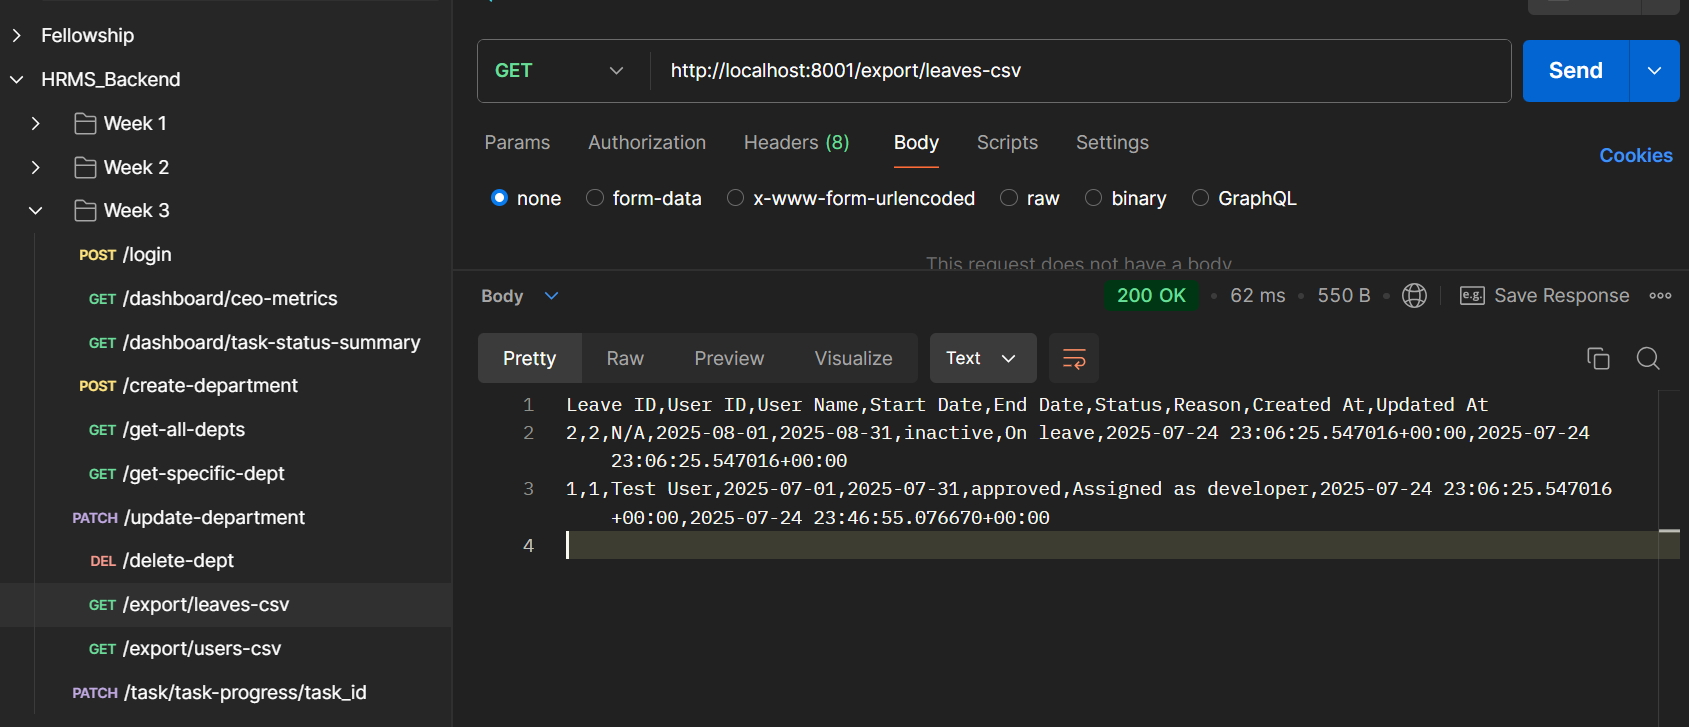 Fellowship
HRMS_Backend
Week 1
Week 2
Week 3
POST /login
GET /dashboard/ceo-metrics
GET /dashboard/task-status-summary
POST /create-department
GET /get-all-depts
GET /get-specific-dept
PATCH /update-department
DEL /delete-dept
GET /export/leaves-csv
GET /export/users-csv
PATCH /task/task-progress/task_id
GET http://localhost:8001/export/leaves-csv Send
Params Authorization Headers (8) Body Scripts Settings Cookies
none form-data x-www-form-urlencoded raw binary GraphQL
This request does not have a body
Body 200 OK 62 ms 550 B e.g. Save Response
Pretty Raw Preview Visualize Text
1 Leave ID,User ID,User Name,Start Date,End Date,Status,Reason,Created At,Updated At
2 2,2,N/A,2025-08-01,2025-08-31,inactive,On leave,2025-07-24 23:06:25.547016+00:00,2025-07-24
23:06:25.547016+00:00
3 1,1,Test User,2025-07-01,2025-07-31,approved,Assigned as developer,2025-07-24 23:06:25.547016
+00:00,2025-07-24 23:46:55.076670+00:00
4